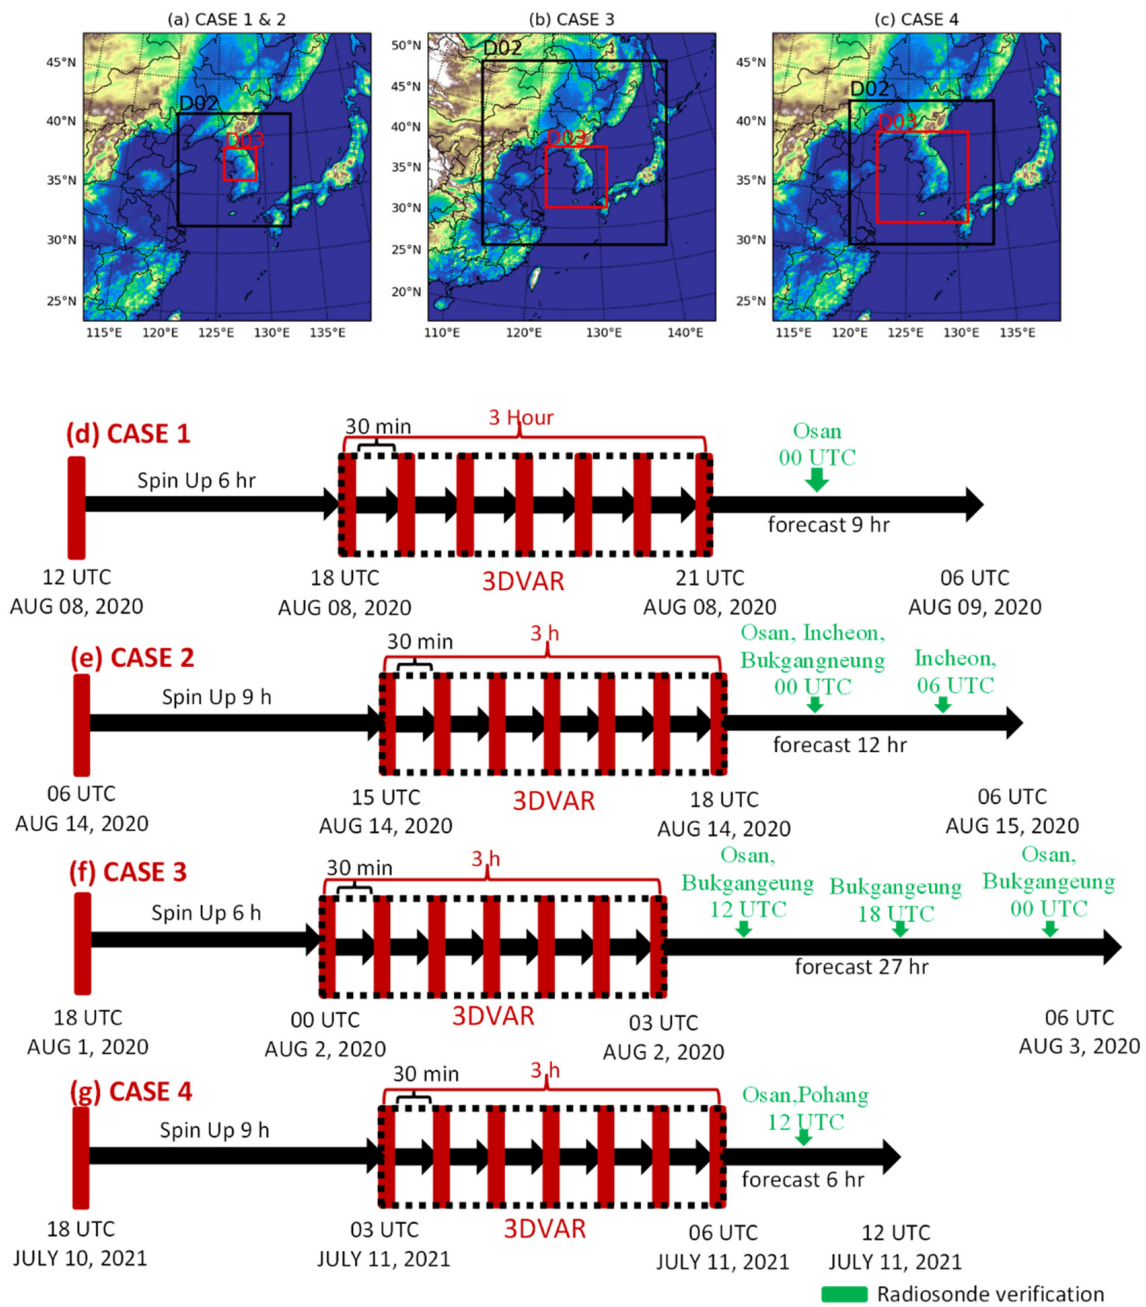 (a) CASE 1 & 2
(b) CASE 3
(c) CASE 4
45°N
40°N
35°N
30°N
25°N
115°E 120°E 125°E 130°E 135°E
D02
D03
50°N
45°N
40°N
35°N
30°N
25°N
20°N
110°E 120°E 130°E 140°E
D02
D03
45°N
40°N
35°N
30°N
25°N
115°E 120°E 125°E 130°E 135°E
D02
D03
(d) CASE 1
30 min
3 Hour
Osan
00 UTC
Spin Up 6 hr
forecast 9 hr
3DVAR
12 UTC
AUG 08, 2020
18 UTC
AUG 08, 2020
21 UTC
AUG 08, 2020
06 UTC
AUG 09, 2020
(e) CASE 2
30 min
3 h
Osan, Incheon,
Bukgangneung
00 UTC
Incheon,
06 UTC
Spin Up 9 h
forecast 12 hr
3DVAR
06 UTC
AUG 14, 2020
15 UTC
AUG 14, 2020
18 UTC
AUG 14, 2020
06 UTC
AUG 15, 2020
(f) CASE 3
30 min
3 h
Osan,
Bukgangeung
12 UTC
Bukgangeung
18 UTC
Osan,
Bukgangeung
00 UTC
Spin Up 6 h
forecast 27 hr
3DVAR
18 UTC
AUG 1, 2020
00 UTC
AUG 2, 2020
03 UTC
AUG 2, 2020
06 UTC
AUG 3, 2020
(g) CASE 4
30 min
3 h
Osan,Pohang
12 UTC
Spin Up 9 h
forecast 6 hr
3DVAR
18 UTC
JULY 10, 2021
03 UTC
JULY 11, 2021
06 UTC
JULY 11, 2021
12 UTC
JULY 11, 2021
Radiosonde verification